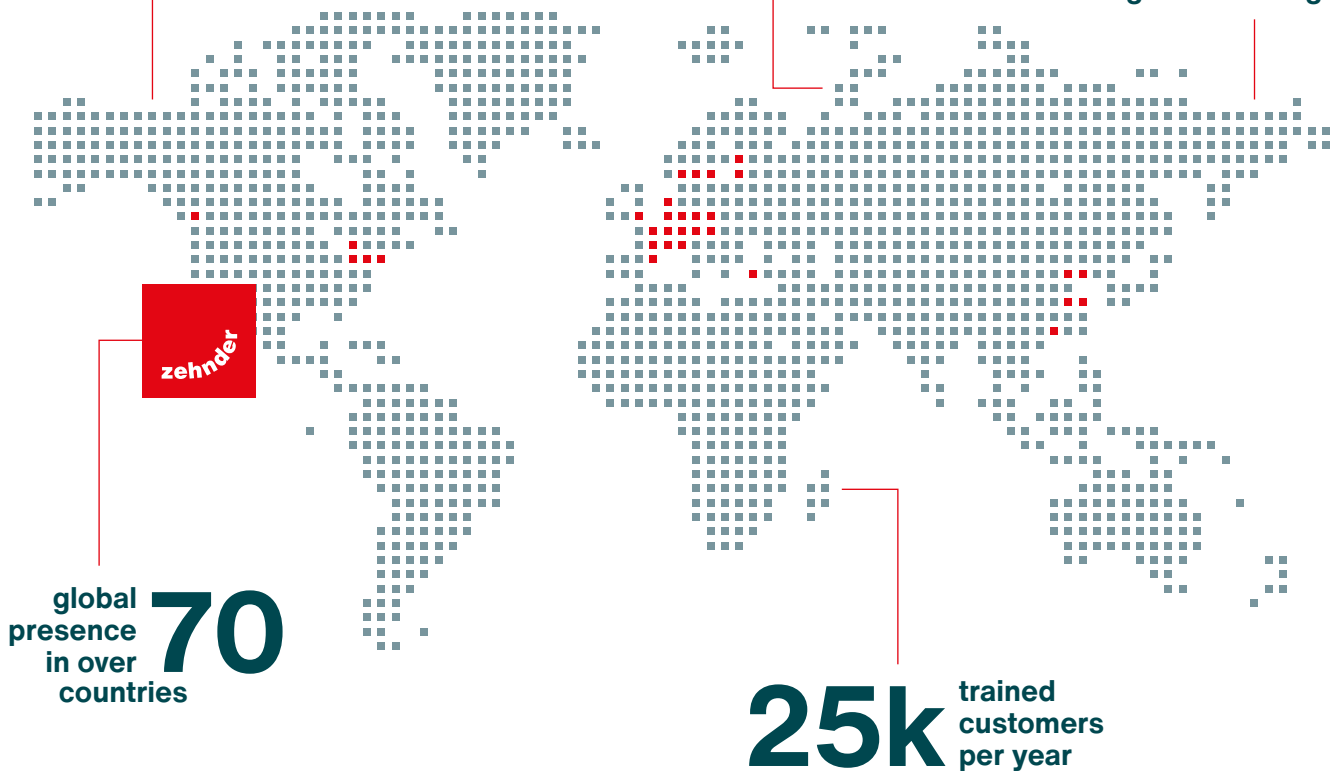 zehnder
global
presence
in over
countries
70
25k
trained
customers
per year